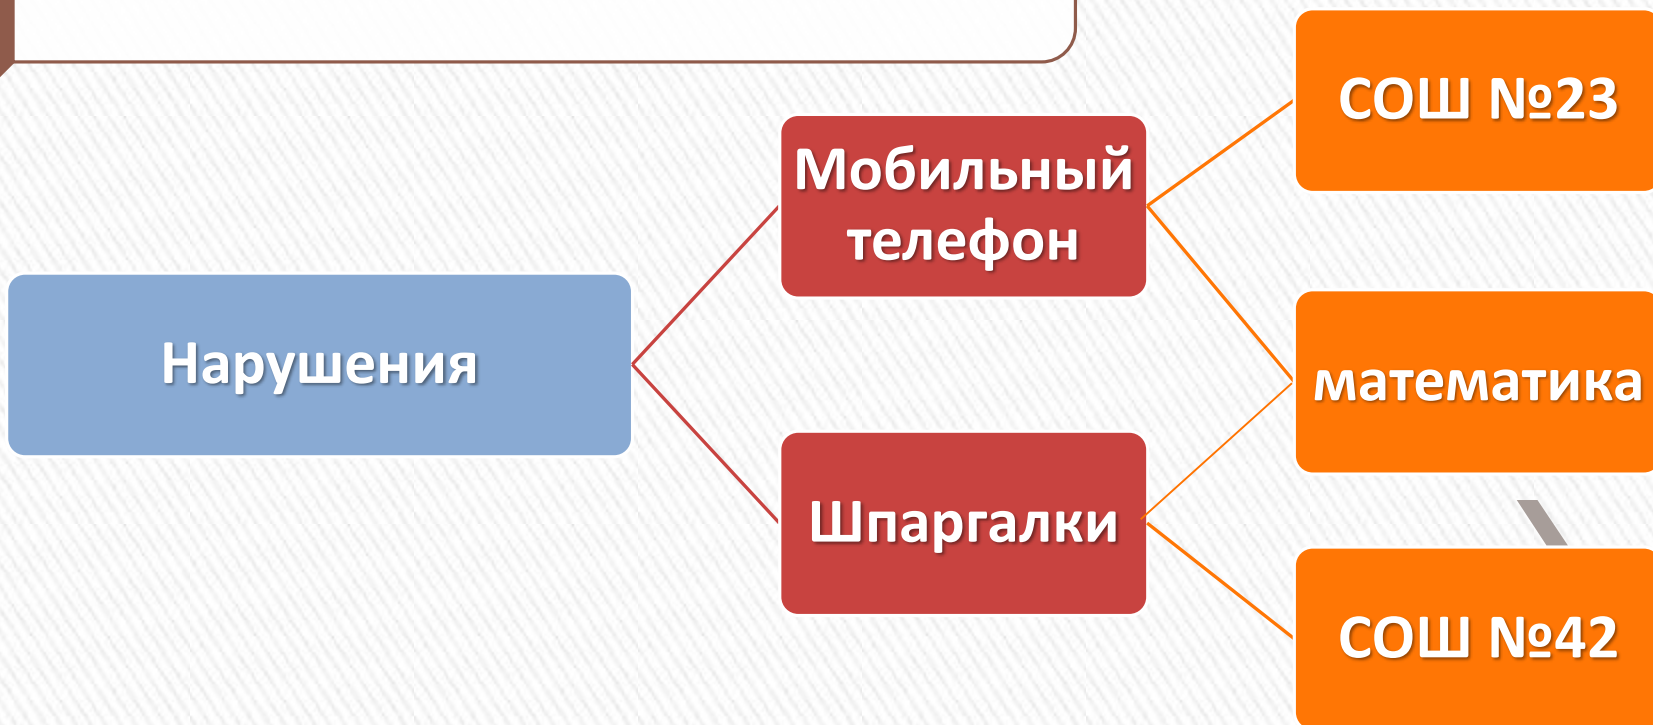 Нарушения
Мобильный
телефон
Шпаргалки
СОШ №23
математика
СОШ №42